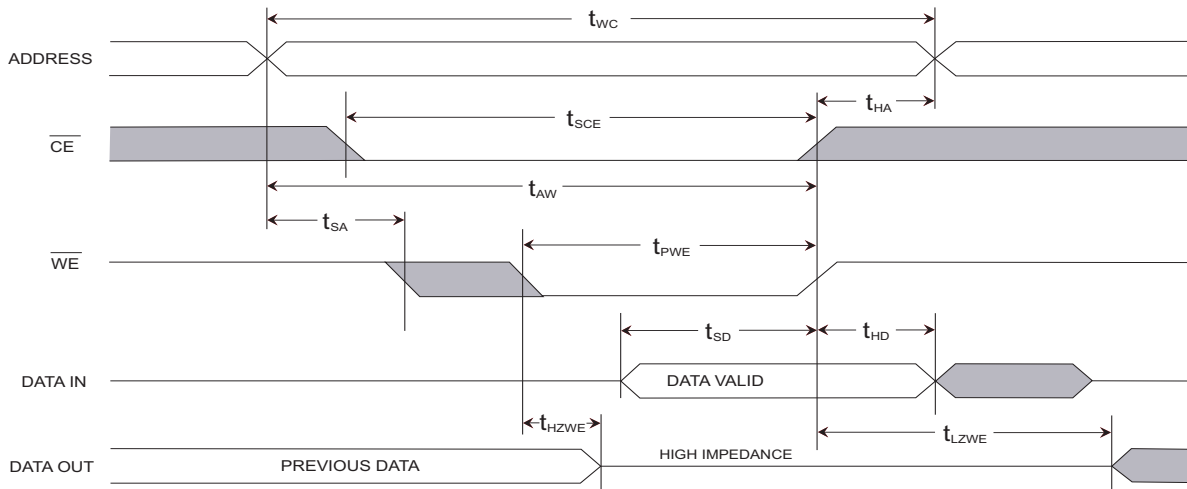 tWC
ADDRESS
tHA
tSCE
CE
tAW
tSA
tPWE
WE
tSD
tHD
DATA IN
DATA VALID
tHZWE
tLZWE
DATA OUT
PREVIOUS DATA
HIGH IMPEDANCE